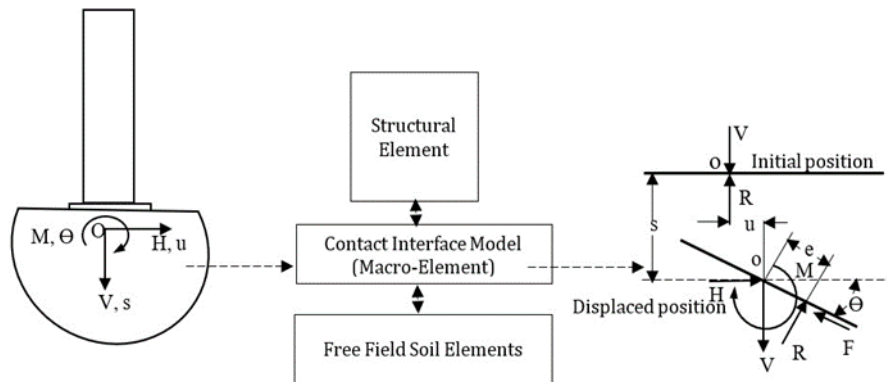 O
M, Θ
H, u
V, s
Structural
Element
Contact Interface Model
(Macro-Element)
Free Field Soil Elements
V
o
Initial position
R
s
u
o
e
M
H
Θ
Displaced position
V
R
F